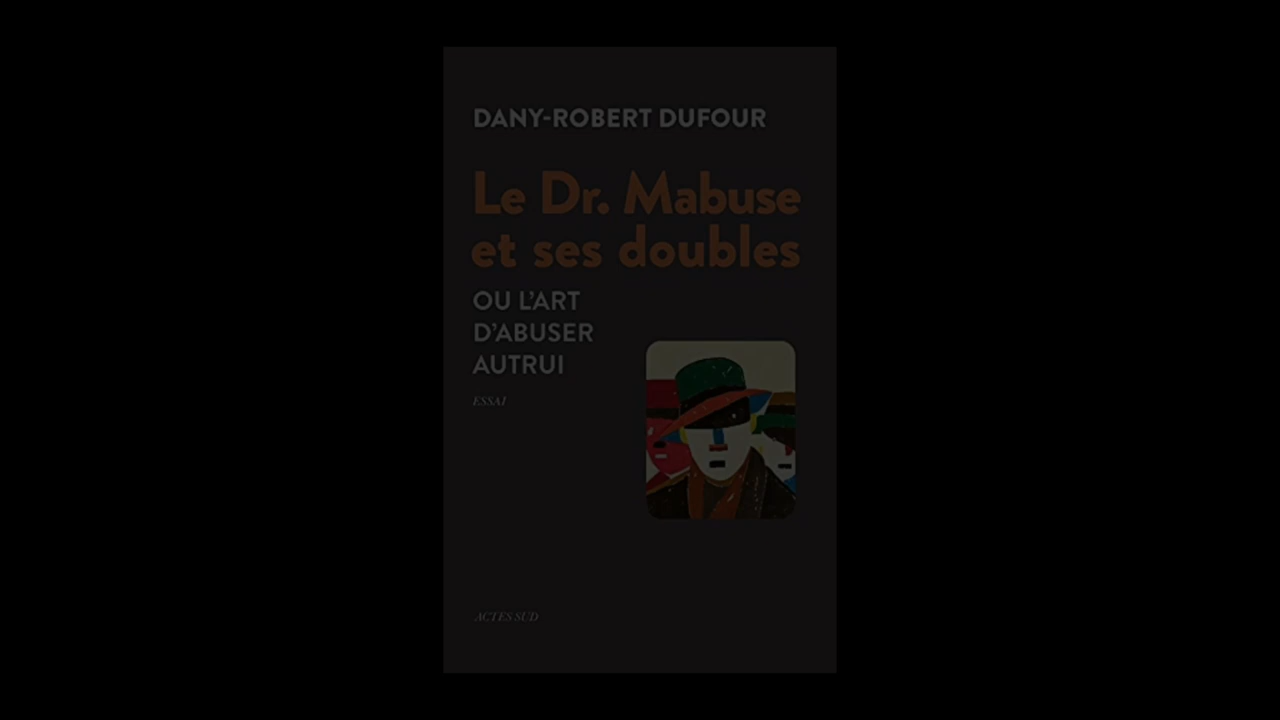 DANY-ROBERT DUFOUR
Le Dr. Mabuse
et ses doubles
OU L'ART
D'ABUSER
AUTRUI
ESSAI
ACTES SUD